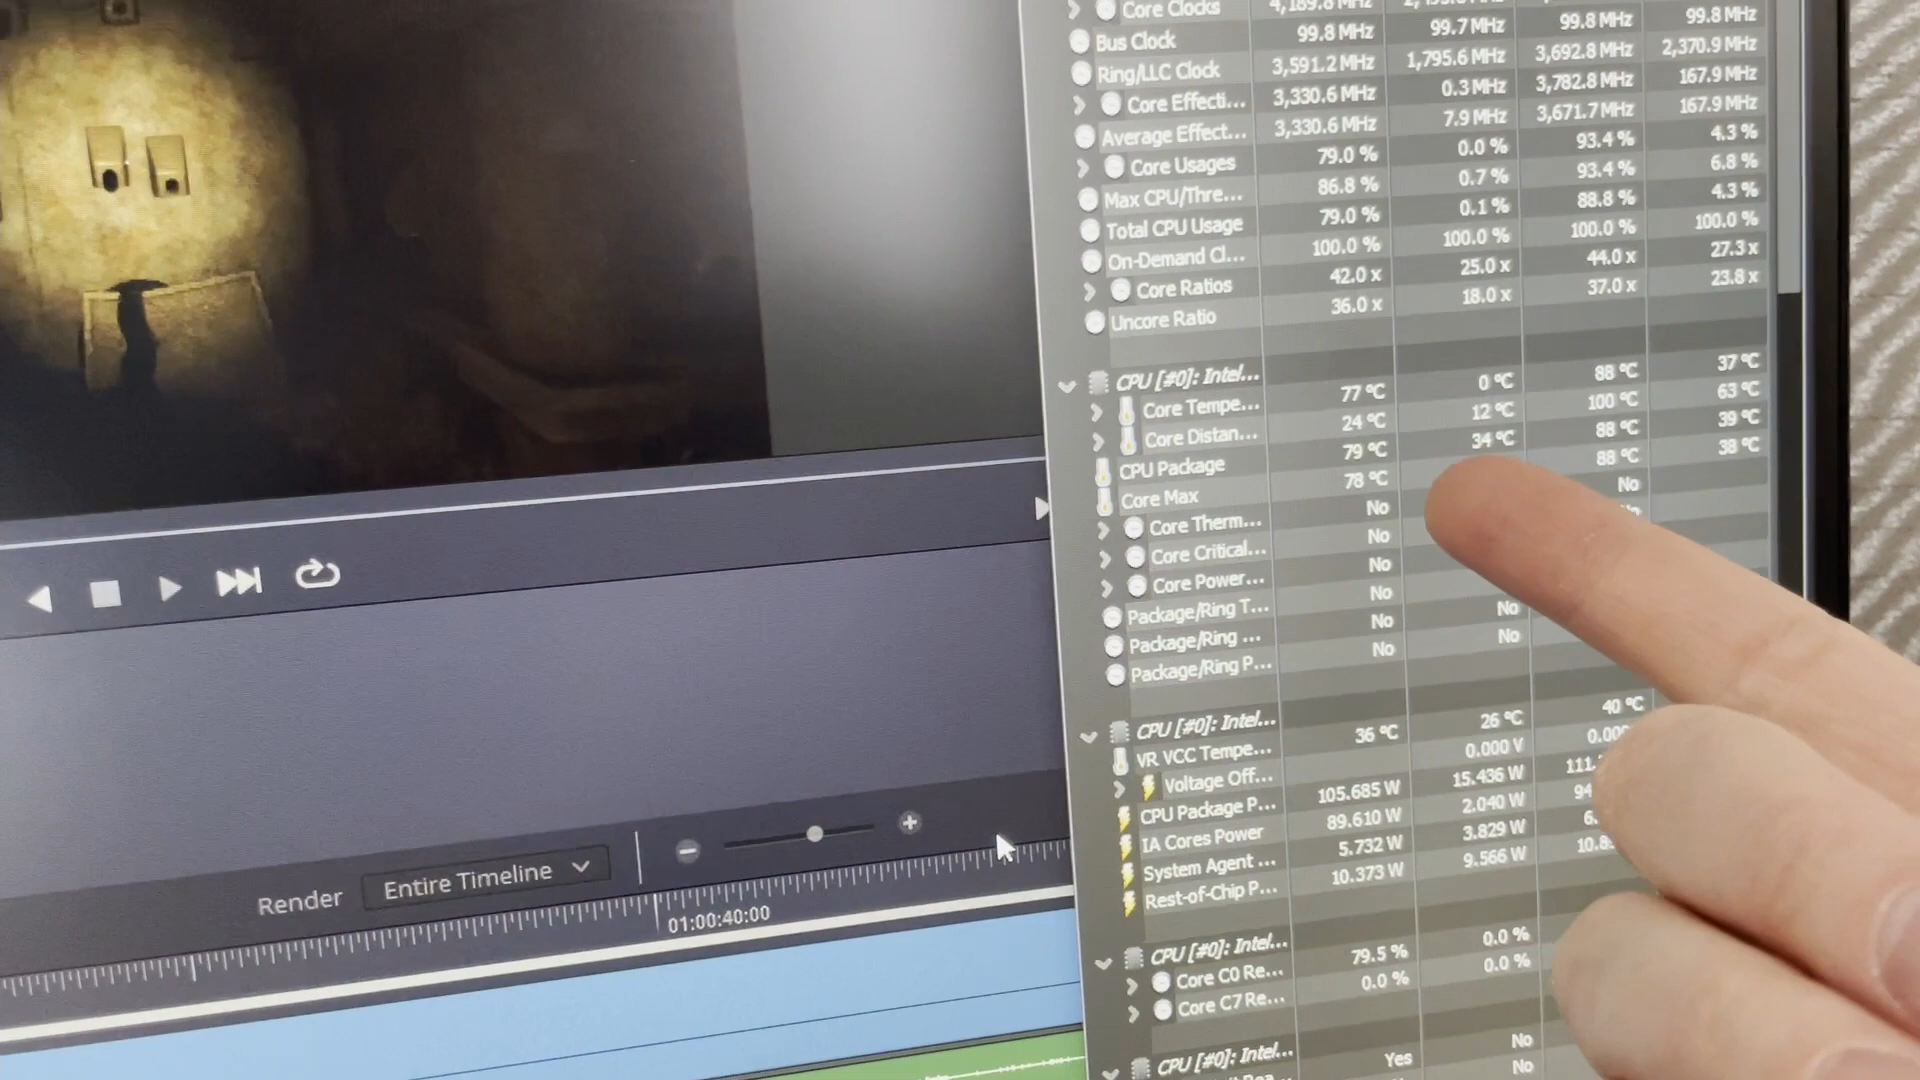 Core Clocks 4,189.8 MHz
Bus Clock 99.8 MHz 99.7 MHz 99.8 MHz 99.8 MHz
Ring/LLC Clock 3,591.2 MHz 1,795.6 MHz 3,692.8 MHz 2,370.9 MHz
Core Effecti... 3,330.6 MHz 0.3 MHz 3,782.8 MHz 167.9 MHz
Average Effect... 3,330.6 MHz 7.9 MHz 3,671.7 MHz 167.9 MHz
Core Usages 79.0 % 0.0 % 93.4 % 4.3 %
Max CPU/Thre... 86.8 % 0.7 % 93.4 % 6.8 %
Total CPU Usage 79.0 % 0.1 % 88.8 % 4.3 %
On-Demand Cl... 100.0 % 100.0 % 100.0 % 100.0 %
Core Ratios 42.0 x 25.0 x 44.0 x 27.3 x
Uncore Ratio 36.0 x 18.0 x 37.0 x 23.8 x
CPU [#0]: Intel...
Core Tempe... 77 °C 0 °C 88 °C 37 °C
Core Distan... 24 °C 12 °C 100 °C 63 °C
CPU Package 79 °C 34 °C 88 °C 39 °C
Core Max 78 °C 88 °C 38 °C
Core Therm... No No
Core Critical... No
Core Power... No
Package/Ring T... No
Package/Ring ... No No
Package/Ring P... No No
CPU [#0]: Intel...
VR VCC Tempe... 36 °C 26 °C 40 °C
Voltage Off... 0.000 V
CPU Package P... 105.685 W 15.436 W 111.
IA Cores Power 89.610 W 2.040 W 94
System Agent ... 5.732 W 3.829 W
Rest-of-Chip P... 10.373 W 9.566 W 10.8
CPU [#0]: Intel...
Core C0 Re... 79.5 % 0.0 %
Core C7 Re... 0.0 % 0.0 %
CPU [#0]: Intel...
Yes No
No
Render Entire Timeline
01:00:40:00